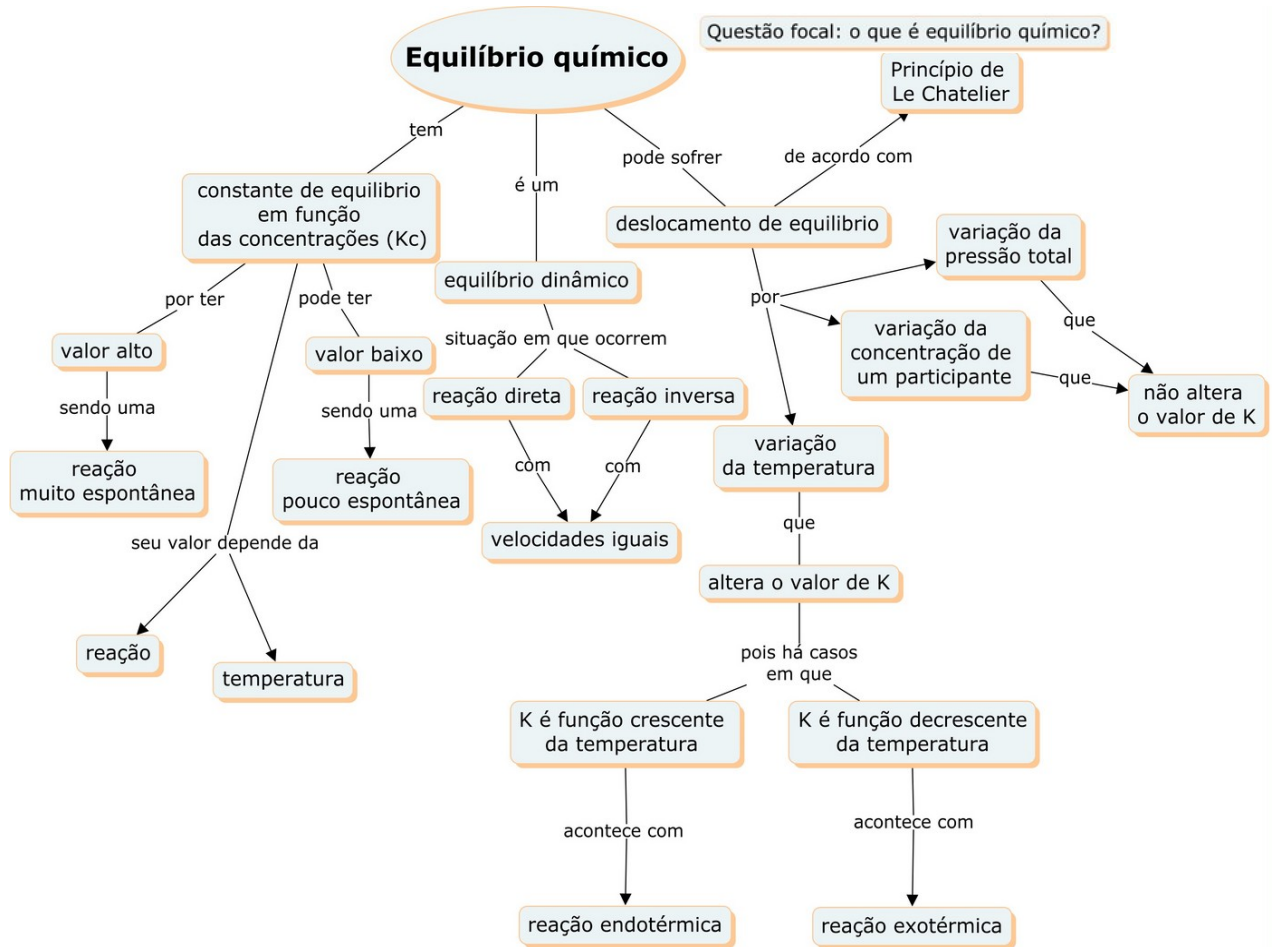 Questão focal: o que é equilíbrio químico?
Equilíbrio químico
Princípio de
Le Chatelier
tem
é um
pode sofrer
de acordo com
constante de equilibrio
em função
das concentrações (Kc)
deslocamento de equilibrio
variação da
pressão total
equilíbrio dinâmico
por ter
pode ter
por
que
valor alto
valor baixo
situação em que ocorrem
variação da
concentração de
um participante
que
não altera
o valor de K
sendo uma
sendo uma
reação direta
reação inversa
reação
muito espontânea
reação
pouco espontânea
com
com
variação
da temperatura
velocidades iguais
que
seu valor depende da
altera o valor de K
reação
temperatura
pois há casos
em que
K é função crescente
da temperatura
K é função decrescente
da temperatura
acontece com
acontece com
reação endotérmica
reação exotérmica